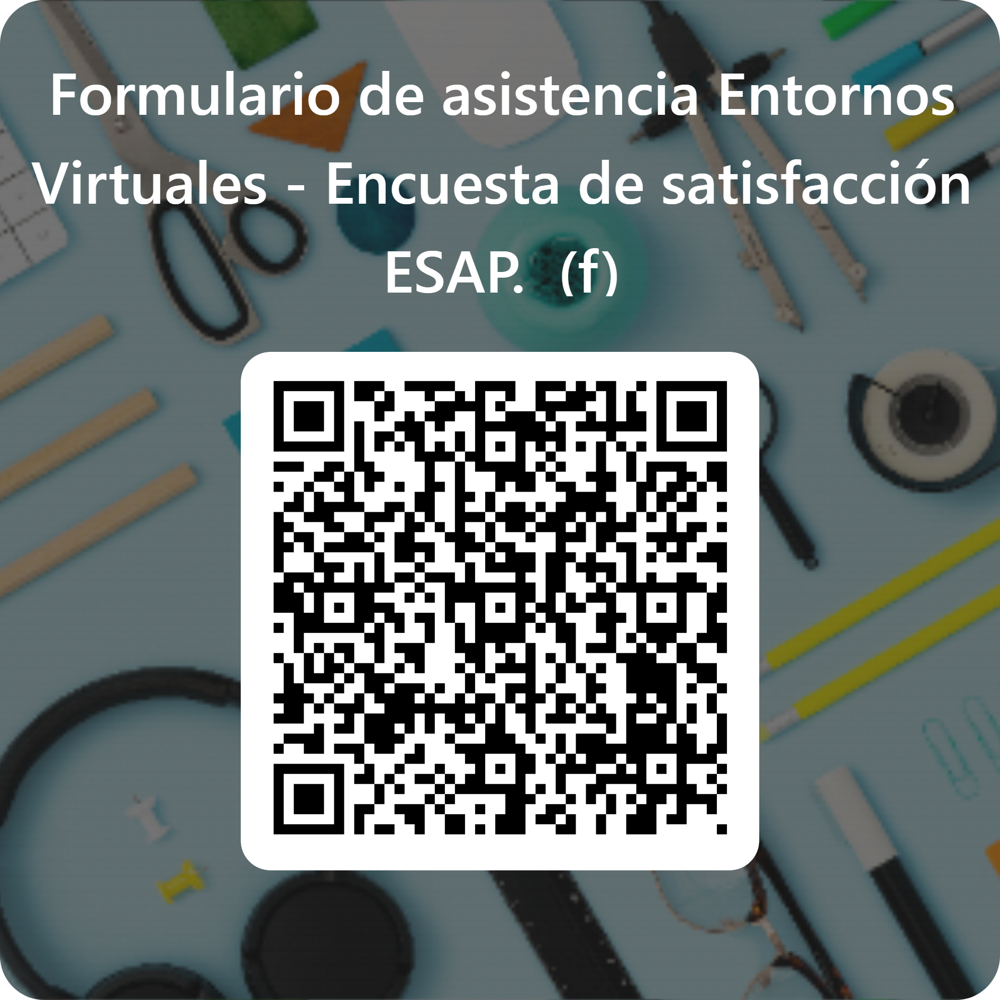 Formulario de asistencia Entornos
Virtuales - Encuesta de satisfacción
ESAP.  (f)